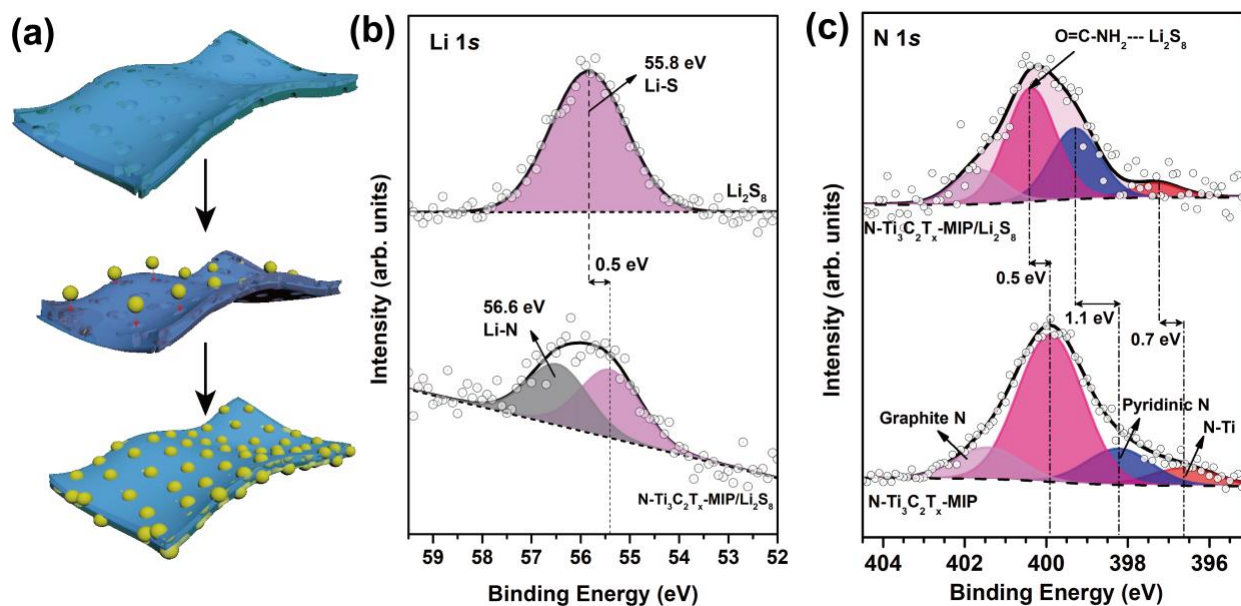 (a)
(b)
Li 1s
55.8 eV
Li-S
Li₂S₈
0.5 eV
56.6 eV
Li-N
N-Ti₃C₂Tₓ-MIP/Li₂S₈
Intensity (arb. units)
59 58 57 56 55 54 53 52
Binding Energy (eV)
(c)
N 1s
O=C-NH₂--- Li₂S₈
N-Ti₃C₂Tₓ-MIP/Li₂S₈
0.5 eV
1.1 eV
0.7 eV
Graphite N
Pyridinic N
N-Ti
N-Ti₃C₂Tₓ-MIP
Intensity (arb. units)
404 402 400 398 396
Binding Energy (eV)